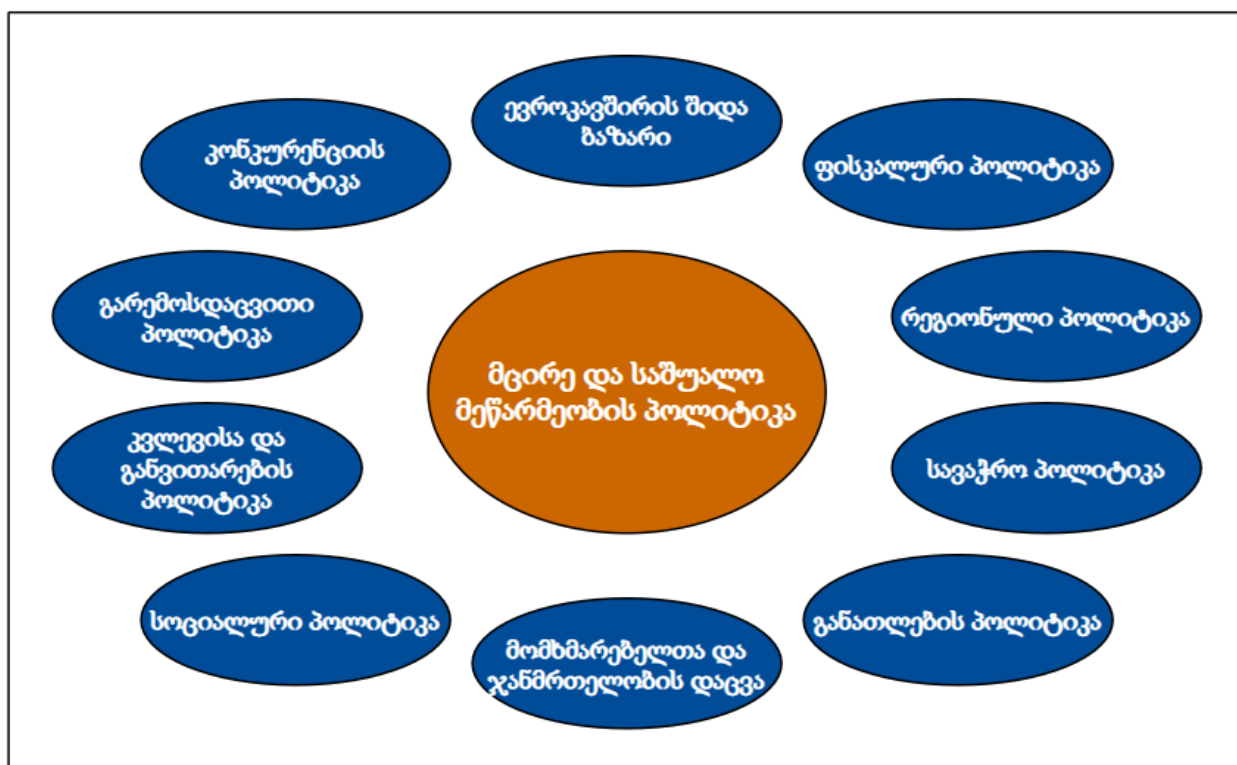 ევროკავშირის შიდა
ბაზარი
კონკურენციის
პოლიტიკა
ფისკალური პოლიტიკა
გარემოსდაცვითი
პოლიტიკა
რეგიონული პოლიტიკა
მცირე და საშუალო
მეწარმეობის პოლიტიკა
კვლევისა და
განვითარების
პოლიტიკა
სავაჭრო პოლიტიკა
სოციალური პოლიტიკა
განათლების პოლიტიკა
მომხმარებელთა და
ჯანმრთელობის დაცვა